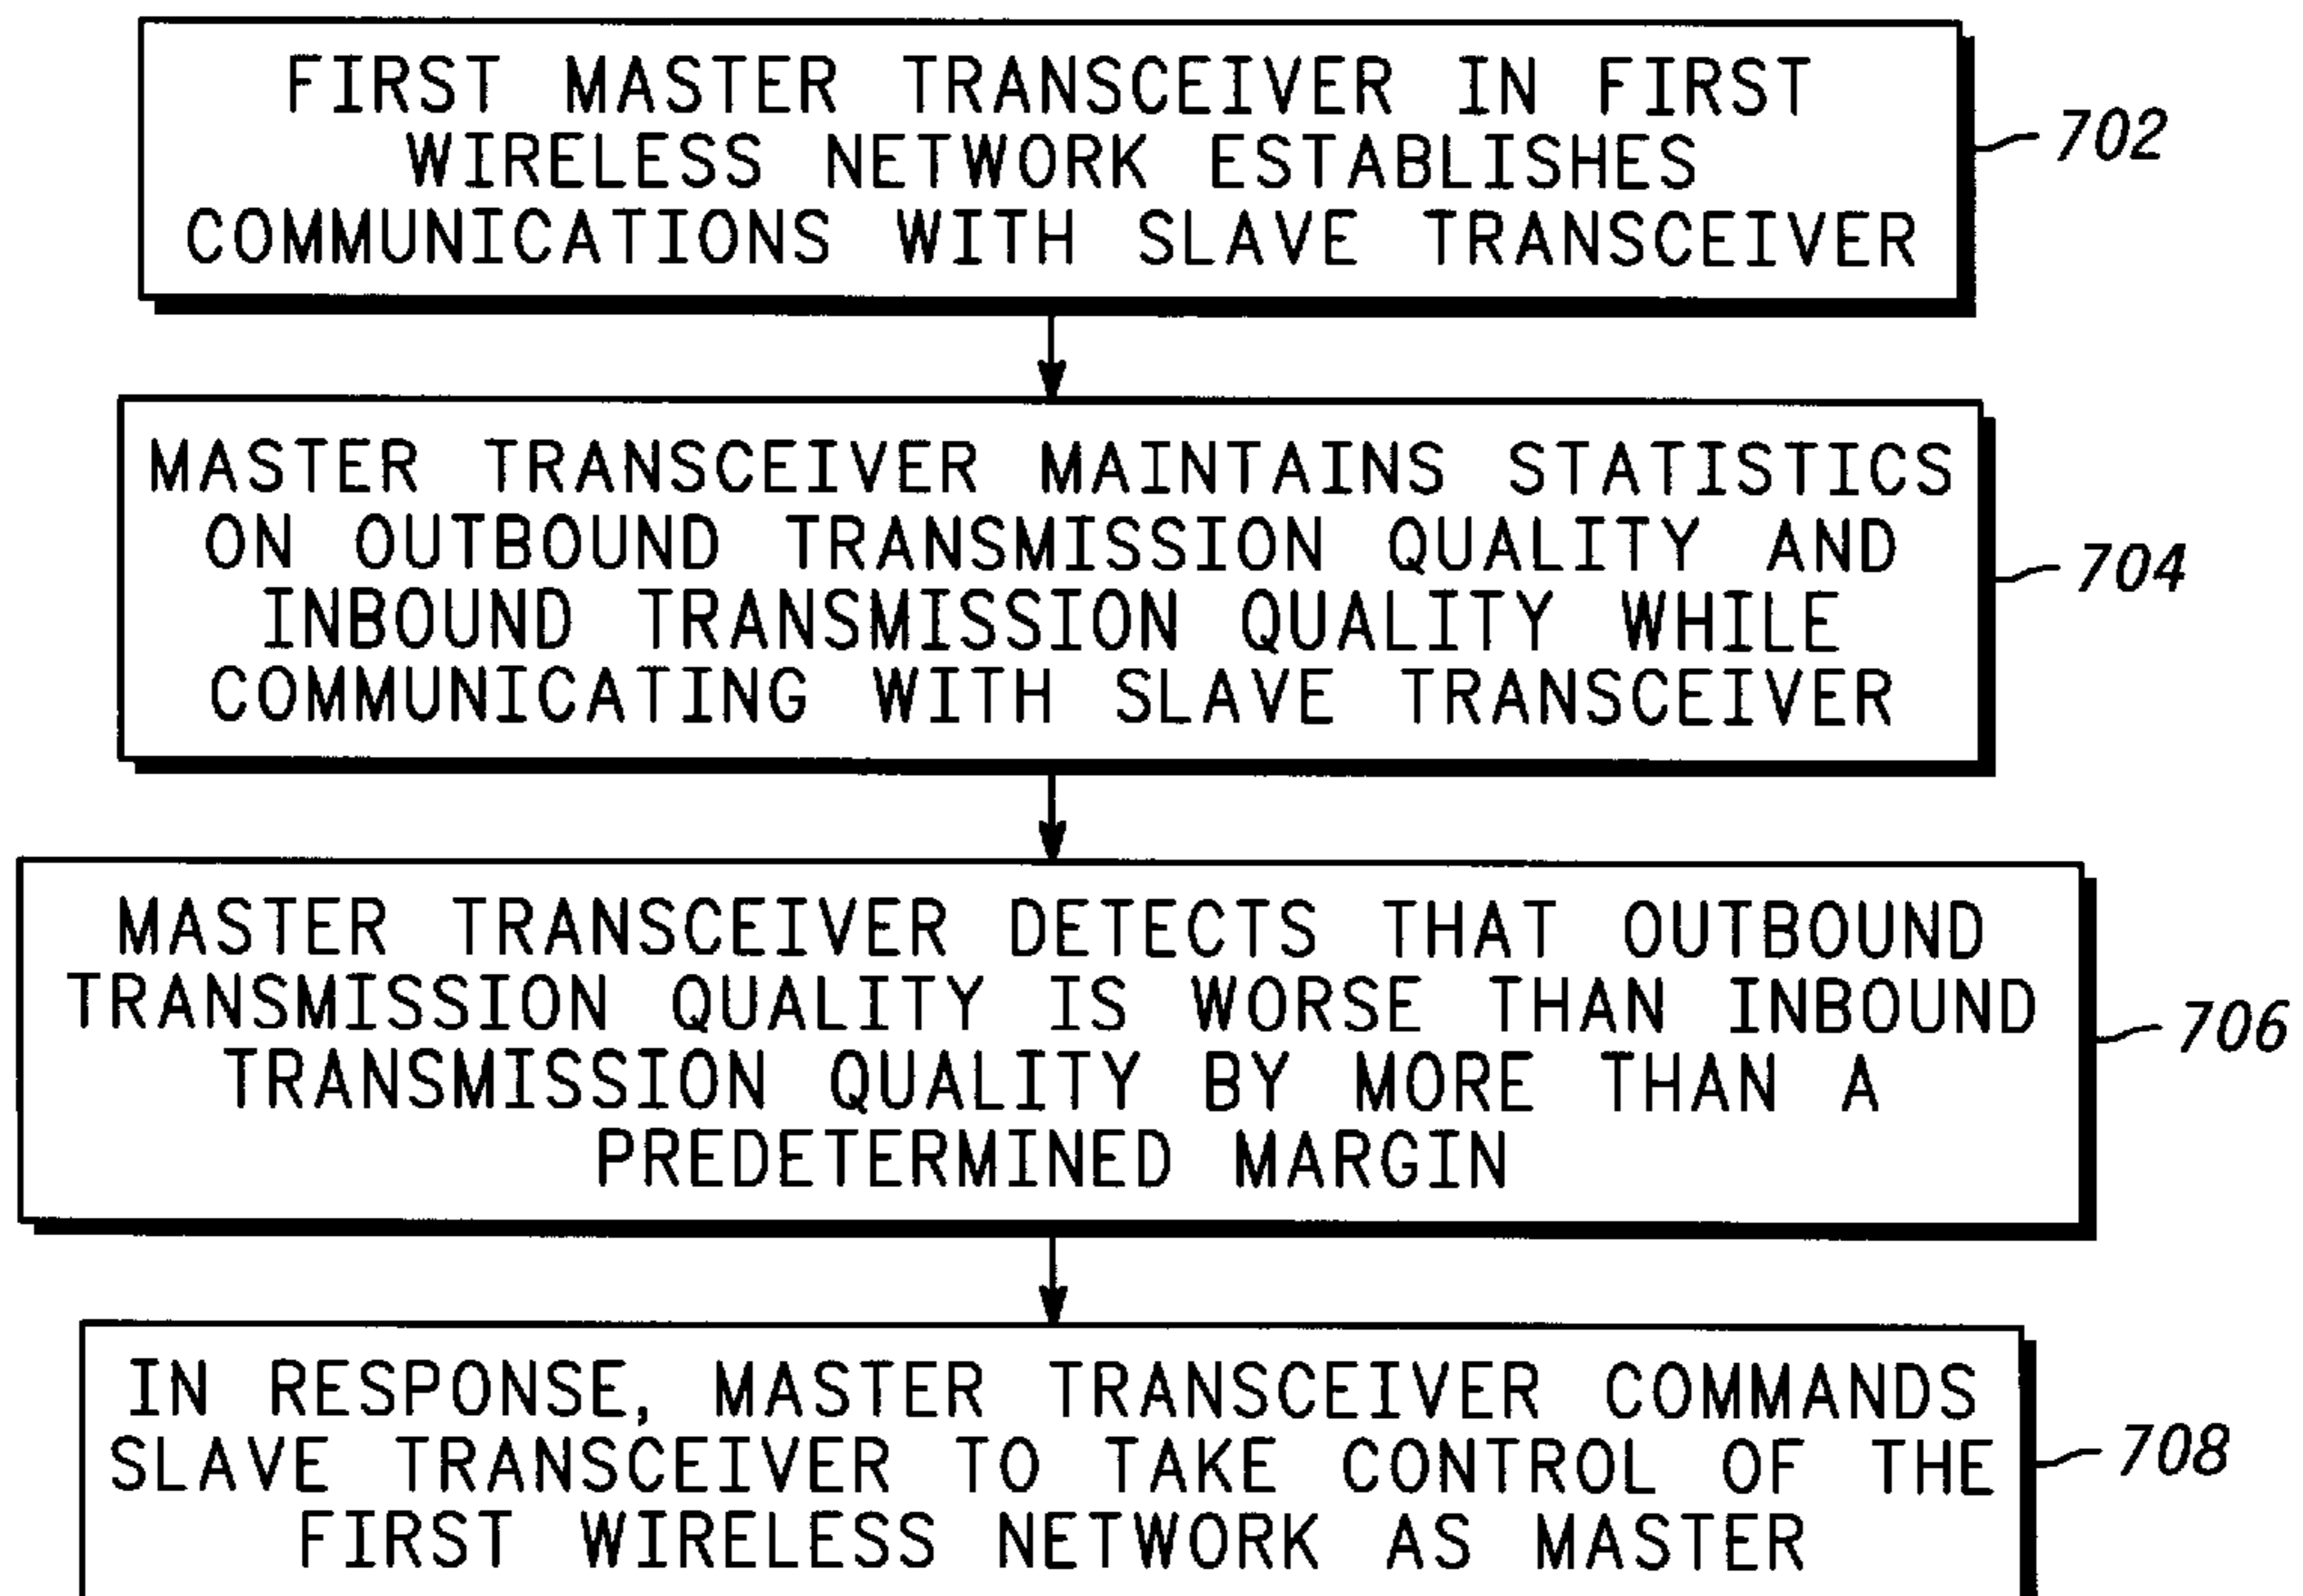 FIRST MASTER TRANSCEIVER IN FIRST
WIRELESS NETWORK ESTABLISHES
COMMUNICATIONS WITH SLAVE TRANSCEIVER
702
MASTER TRANSCEIVER MAINTAINS STATISTICS
ON OUTBOUND TRANSMISSION QUALITY AND
INBOUND TRANSMISSION QUALITY WHILE
COMMUNICATING WITH SLAVE TRANSCEIVER
704
MASTER TRANSCEIVER DETECTS THAT OUTBOUND
TRANSMISSION QUALITY IS WORSE THAN INBOUND
TRANSMISSION QUALITY BY MORE THAN A
PREDETERMINED MARGIN
706
IN RESPONSE, MASTER TRANSCEIVER COMMANDS
SLAVE TRANSCEIVER TO TAKE CONTROL OF THE
FIRST WIRELESS NETWORK AS MASTER
708